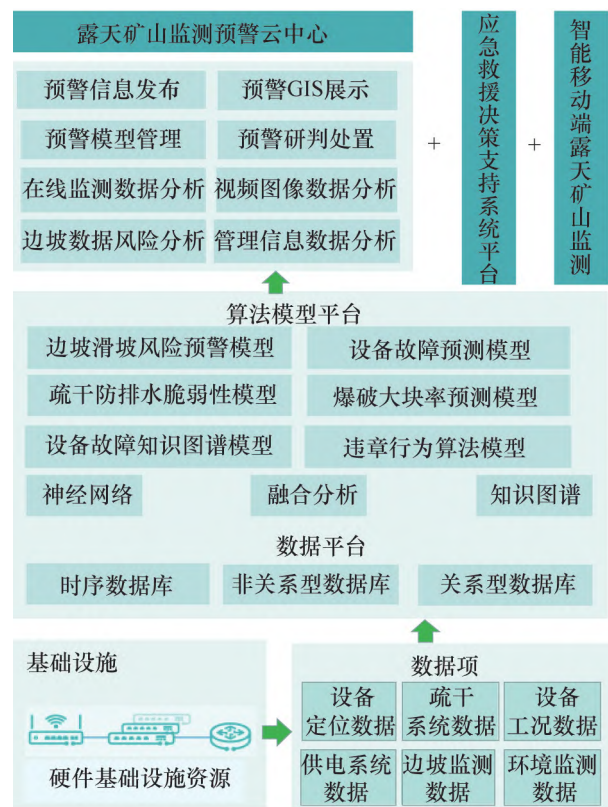 露天矿山监测预警云中心
预警信息发布
预警GIS展示
预警模型管理
预警研判处置
在线监测数据分析
视频图像数据分析
边坡数据风险分析
管理信息数据分析
+
应急救援决策支持系统平台
+
智能移动端露天矿山监测
算法模型平台
边坡滑坡风险预警模型
设备故障预测模型
疏干防排水脆弱性模型
爆破大块率预测模型
设备故障知识图谱模型
违章行为算法模型
神经网络
融合分析
知识图谱
数据平台
时序数据库
非关系型数据库
关系型数据库
基础设施
硬件基础设施资源
数据项
设备
定位数据
疏干
系统数据
设备
工况数据
供电系统
数据
边坡监测
数据
环境监测
数据